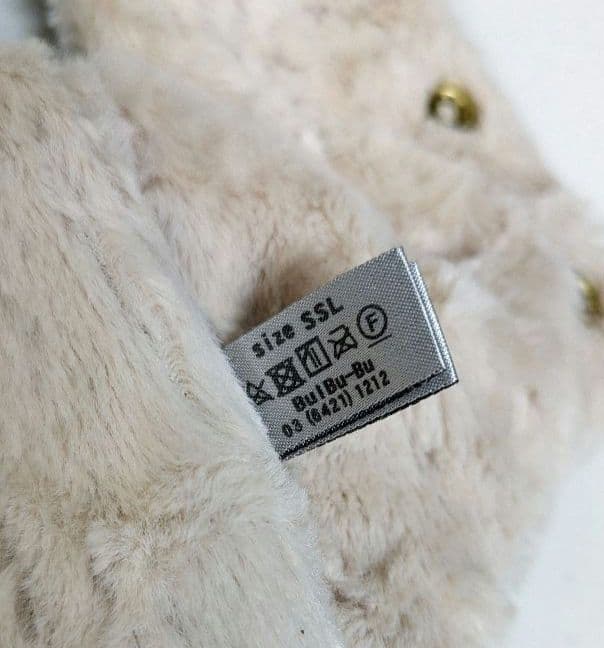 size SSL
F
BulBu-Bu
03 (6421) 1212